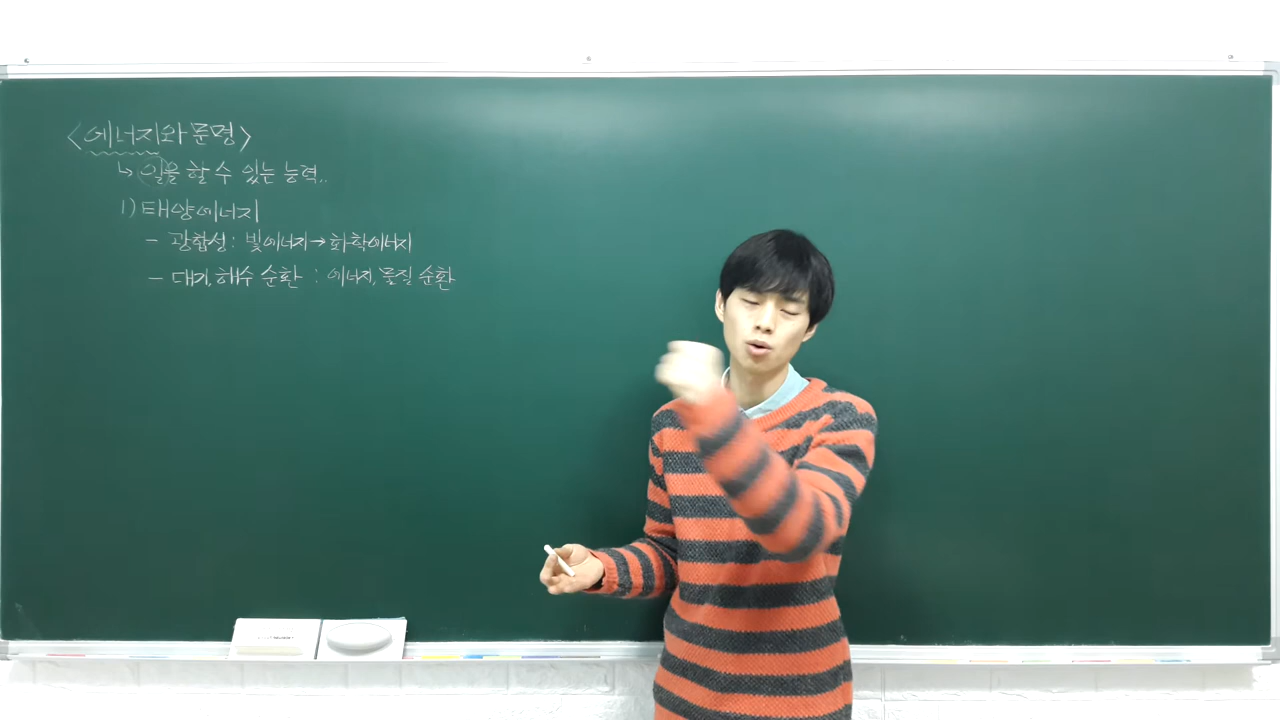 <에너지와 문명>
↳ 일을 할 수 있는 능력..
1) 태양에너지
- 광합성 : 빛에너지→화학에너지
- 대기, 해수 순환 : 에너지, 물질 순환